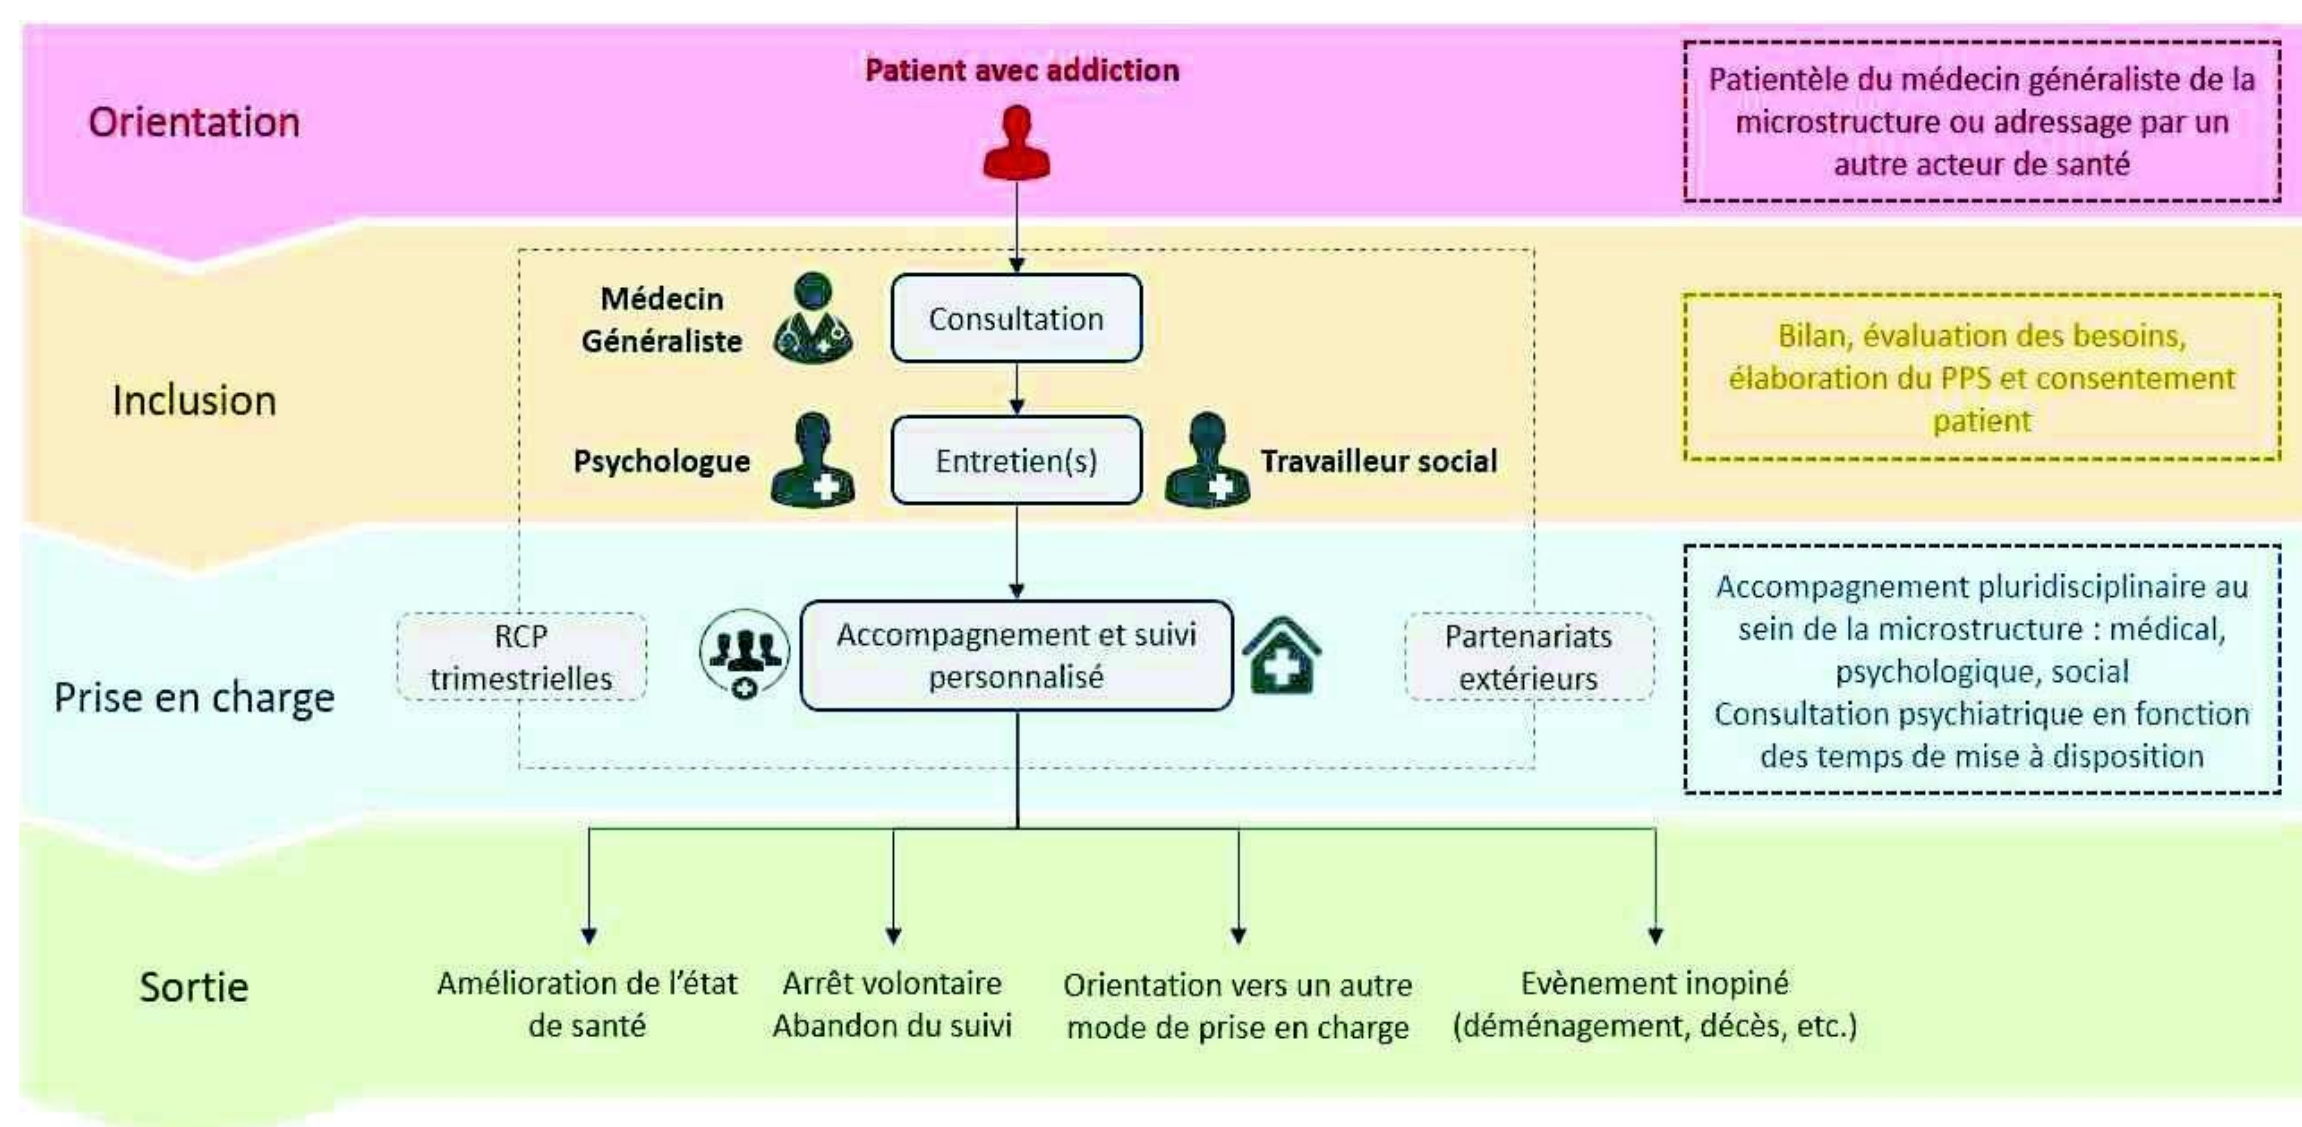 Patient avec addiction
Orientation
Patientèle du médecin généraliste de la
microstructure ou adressage par un
autre acteur de santé
Médecin
Généraliste
Consultation
Inclusion
Bilan, évaluation des besoins,
élaboration du PPS et consentement
patient
Psychologue
Entretien(s)
Travailleur social
Prise en charge
RCP
trimestrielles
Accompagnement et suivi
personnalisé
Partenariats
extérieurs
Accompagnement pluridisciplinaire au
sein de la microstructure : médical,
psychologique, social
Consultation psychiatrique en fonction
des temps de mise à disposition
Sortie
Amélioration de l'état
de santé
Arrêt volontaire
Abandon du suivi
Orientation vers un autre
mode de prise en charge
Evènement inopiné
(déménagement, décès, etc.)